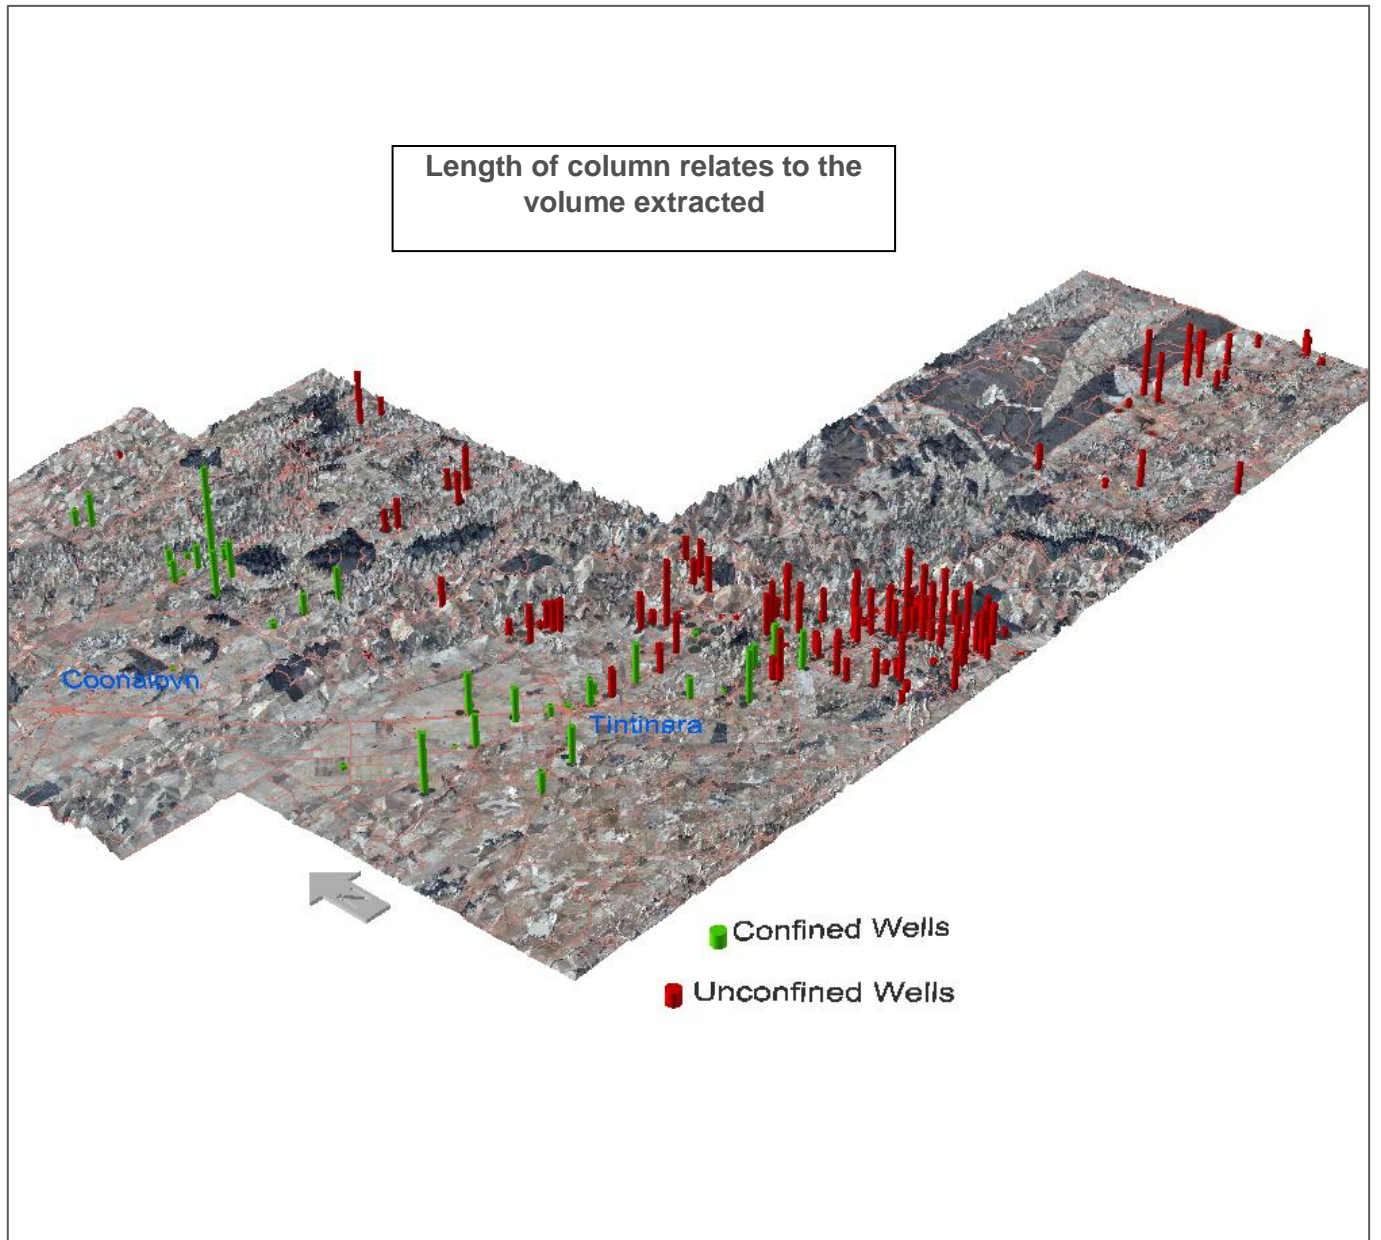 Length of column relates to the
volume extracted
Coonalpyn
Tintinara
Confined Wells
Unconfined Wells